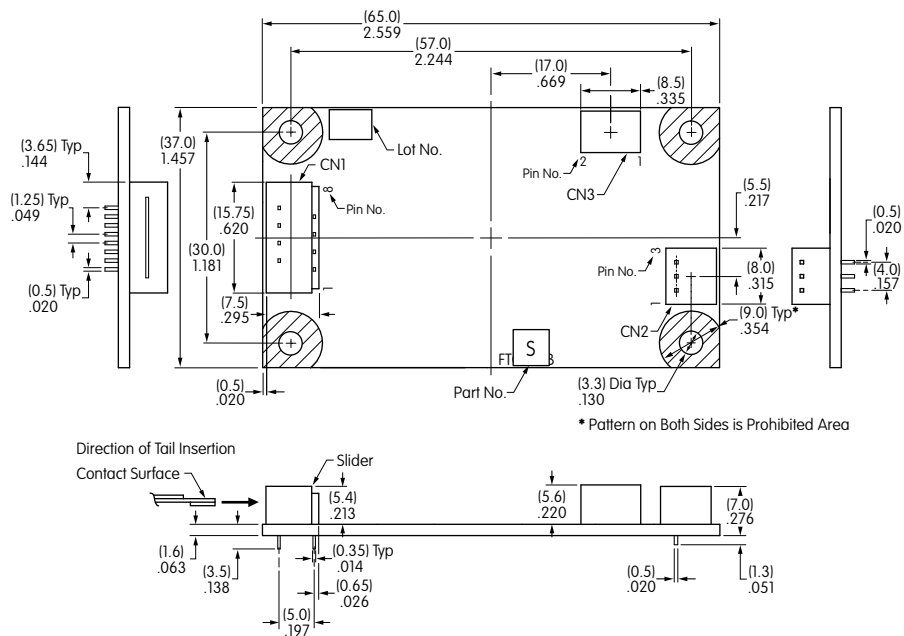 (65.0)
2.559
(57.0)
2.244
(17.0)
.669
(8.5)
.335
(37.0)
1.457
(3.65) Typ
.144
Lot No.
Pin No.
2
1
CN3
CN1
8
Pin No.
(1.25) Typ
.049
(15.75)
.620
(30.0)
1.181
(5.5)
.217
(0.5)
.020
3
Pin No.
(8.0)
.315
(4.0)
.157
(0.5) Typ
.020
(7.5)
.295
1
1
CN2
(9.0) Typ*
.354
S
FT
(0.5)
.020
Part No.
(3.3) Dia Typ
.130
* Pattern on Both Sides is Prohibited Area
Direction of Tail Insertion
Contact Surface
Slider
(5.4)
.213
(5.6)
.220
(7.0)
.276
(1.6)
.063
(3.5)
.138
(0.35) Typ
.014
(0.65)
.026
(5.0)
.197
(0.5)
.020
(1.3)
.051